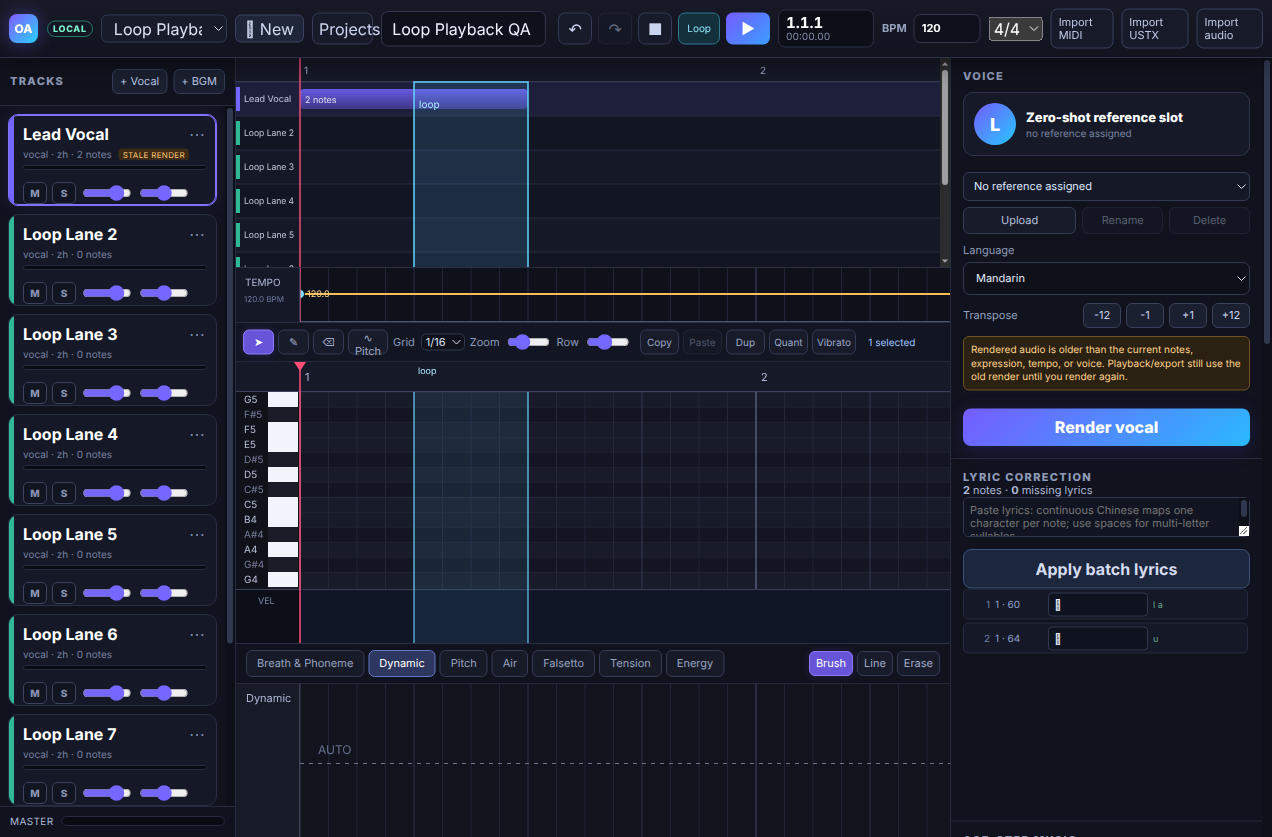 OA LOCAL Loop Playba New Projects Loop Playback QA Loop 1.1.1 00:00.00 BPM 120 4/4 Import MIDI Import USTX Import audio
TRACKS + Vocal + BGM
Lead Vocal ...
vocal · zh · 2 notes STALE RENDER
M S
Loop Lane 2 ...
vocal · zh · 0 notes
M S
Loop Lane 3 ...
vocal · zh · 0 notes
M S
Loop Lane 4 ...
vocal · zh · 0 notes
M S
Loop Lane 5 ...
vocal · zh · 0 notes
M S
Loop Lane 6 ...
vocal · zh · 0 notes
M S
Loop Lane 7 ...
vocal · zh · 0 notes
M S
MASTER
1 2
Lead Vocal 2 notes loop
Loop Lane 2
Loop Lane 3
Loop Lane 4
Loop Lane 5
TEMPO
120.0 BPM 120.0
Pitch Grid 1/16 Zoom Row Copy Paste Dup Quant Vibrato 1 selected
1 loop 2
G5
F#5
F5
E5
D#5
D5
C#5
C5
B4
A#4
A4
G#4
G4
VEL
Breath & Phoneme Dynamic Pitch Air Falsetto Tension Energy Brush Line Erase
Dynamic
AUTO
VOICE
L Zero-shot reference slot
no reference assigned
No reference assigned
Upload Rename Delete
Language
Mandarin
Transpose -12 -1 +1 +12
Rendered audio is older than the current notes,
expression, tempo, or voice. Playback/export still use the
old render until you render again.
Render vocal
LYRIC CORRECTION
2 notes · 0 missing lyrics
Paste lyrics: continuous Chinese maps one
character per note; use spaces for multi-letter
syllables
Apply batch lyrics
1 1 · 60 l a
2 1 · 64 u